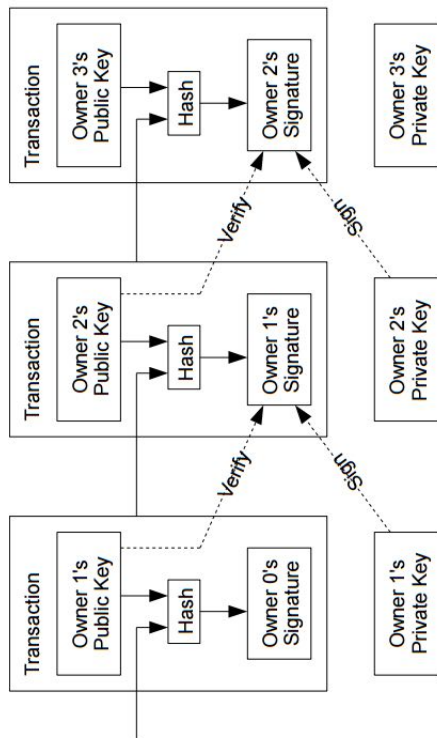 Transaction
Owner 1's
Public Key
Hash
Owner 0's
Signature
Transaction
Owner 2's
Public Key
Hash
Owner 1's
Signature
Transaction
Owner 3's
Public Key
Hash
Owner 2's
Signature
Verify
Verify
Sign
Sign
Owner 1's
Private Key
Owner 2's
Private Key
Owner 3's
Private Key